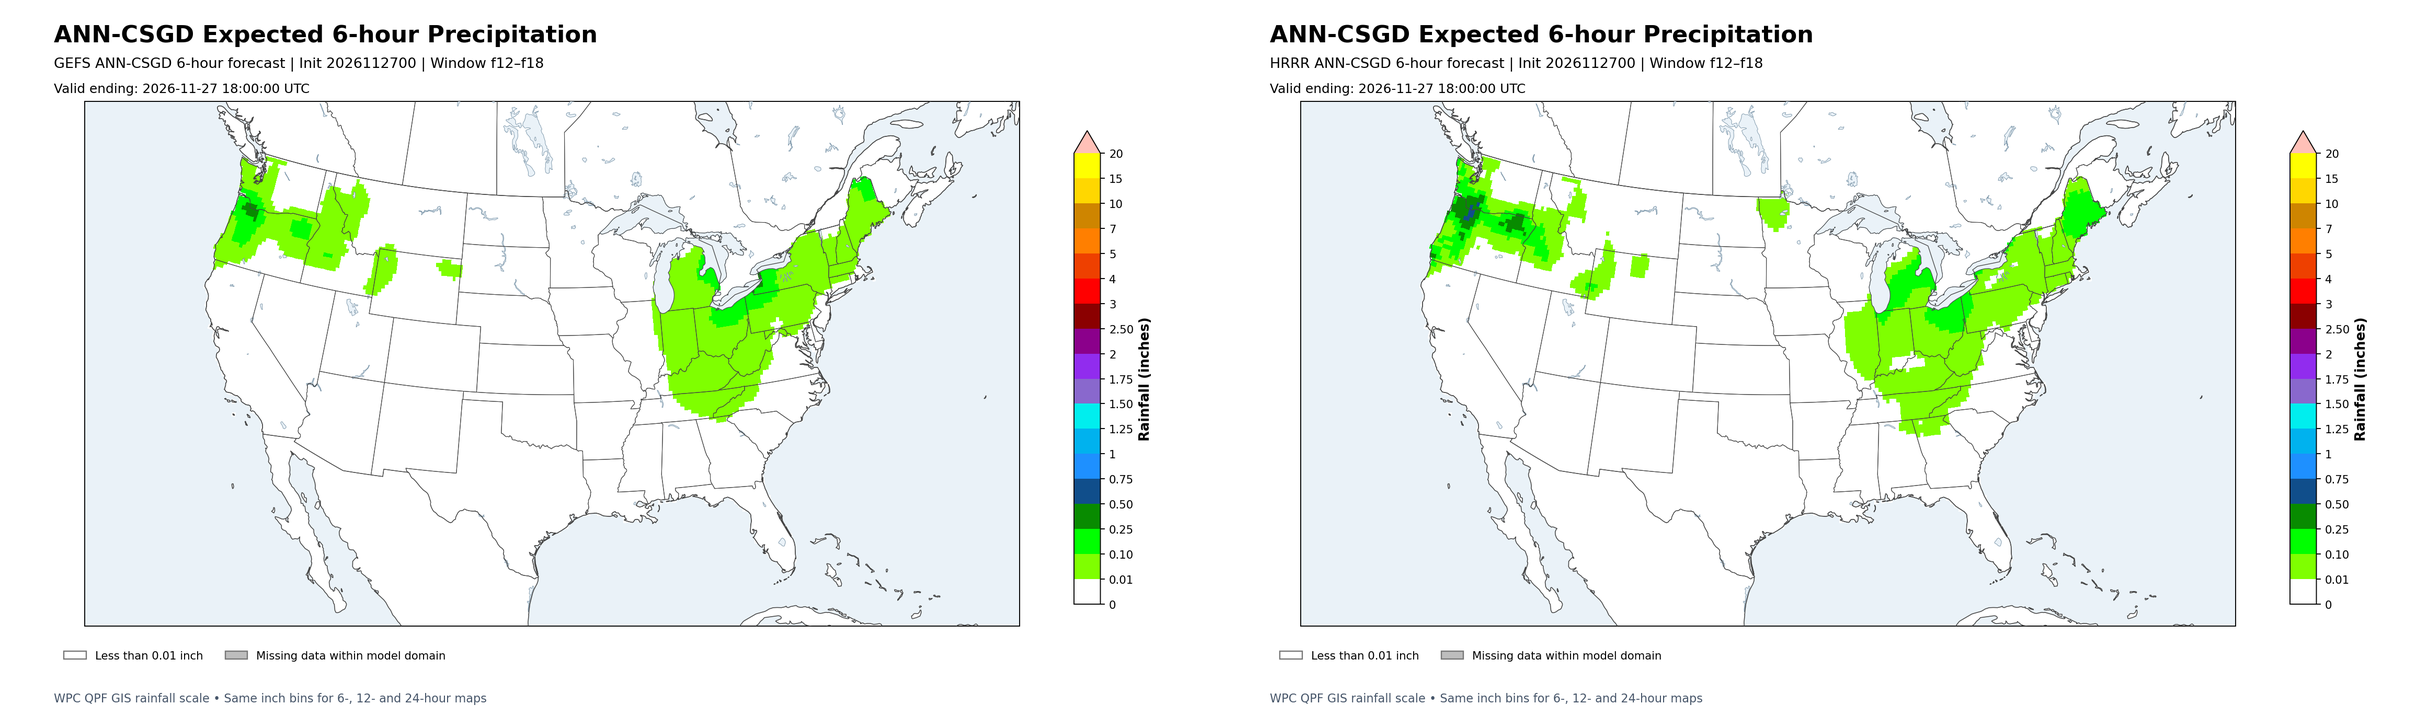 ANN-CSGD Expected 6-hour Precipitation
GEFS ANN-CSGD 6-hour forecast | Init 2026112700 | Window f12–f18
Valid ending: 2026-11-27 18:00:00 UTC
20
15
10
7
5
4
3
2.50
2
1.75
1.50
1.25
1
0.75
0.50
0.25
0.10
0.01
0
Rainfall (inches)
Less than 0.01 inch
Missing data within model domain
WPC QPF GIS rainfall scale • Same inch bins for 6-, 12- and 24-hour maps
ANN-CSGD Expected 6-hour Precipitation
HRRR ANN-CSGD 6-hour forecast | Init 2026112700 | Window f12–f18
Valid ending: 2026-11-27 18:00:00 UTC
20
15
10
7
5
4
3
2.50
2
1.75
1.50
1.25
1
0.75
0.50
0.25
0.10
0.01
0
Rainfall (inches)
Less than 0.01 inch
Missing data within model domain
WPC QPF GIS rainfall scale • Same inch bins for 6-, 12- and 24-hour maps